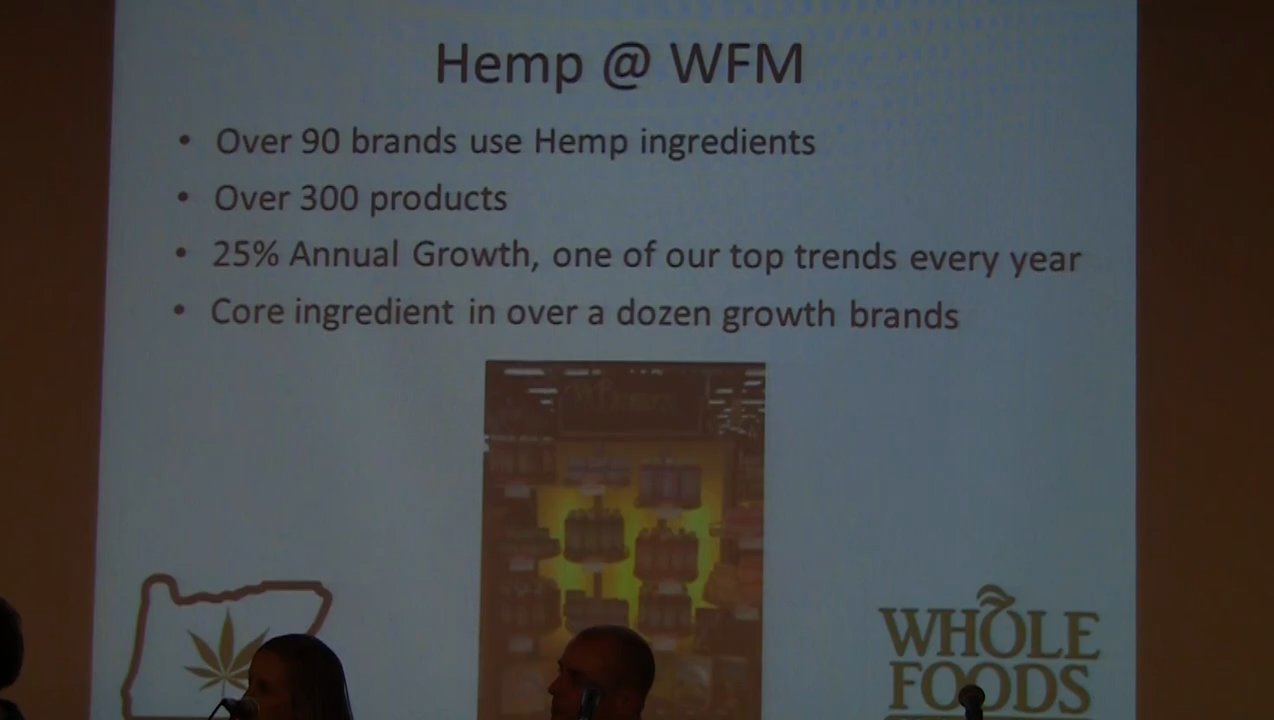 Hemp @ WFM
• Over 90 brands use Hemp ingredients
• Over 300 products
• 25% Annual Growth, one of our top trends every year
• Core ingredient in over a dozen growth brands
WHOLE
FOODS